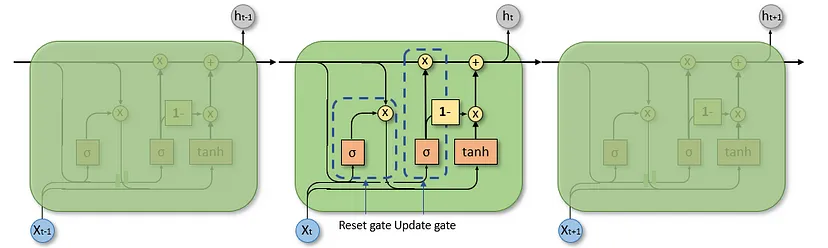 ht-1
ht
ht+1
x
+
x
+
x
+
x
1-
x
x
1-
x
x
1-
x
σ
σ
tanh
σ
σ
tanh
σ
σ
tanh
Xt-1
Xt
Reset gate Update gate
Xt+1